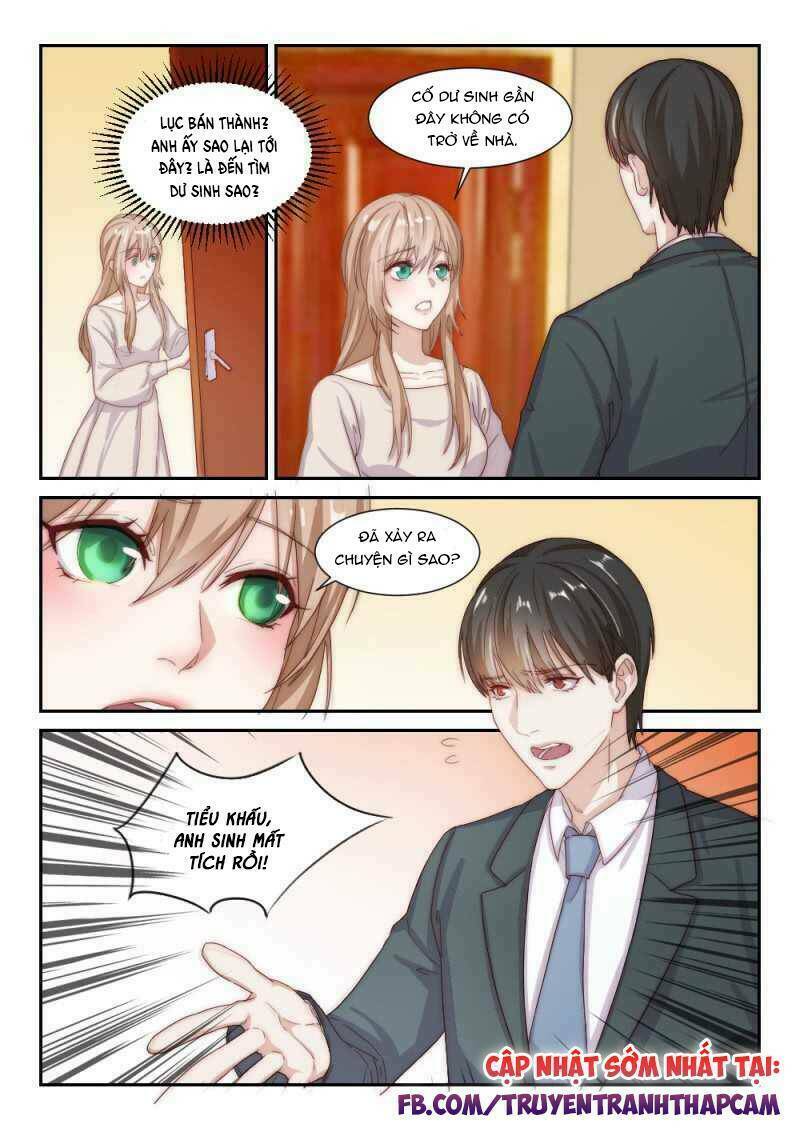 LỤC BÁN THÀNH?
ANH ẤY SAO LẠI TỚI
ĐÂY? LÀ ĐẾN TÌM
DƯ SINH SAO?
CỐ DƯ SINH GẦN
ĐÂY KHÔNG CÓ
TRỞ VỀ NHÀ.
ĐÃ XẢY RA
CHUYỆN GÌ SAO?
TIỂU KHẤU,
ANH SINH MẤT
TÍCH RỒI!
CẬP NHẬT SỚM NHẤT TẠI:
FB.COM/TRUYENTRANHTHAPCAM